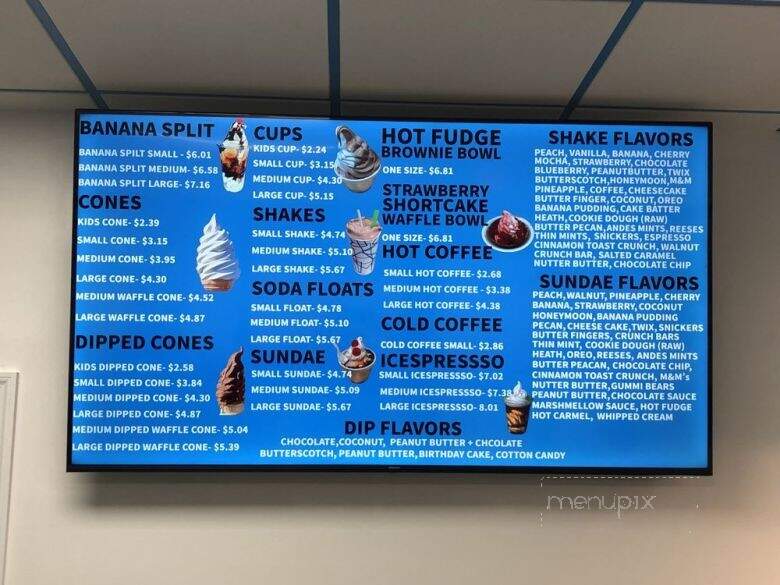 BANANA SPLIT
BANANA SPILT SMALL - $6.01
BANANA SPILT MEDIUM - $6.58
BANANA SPILT LARGE- $7.16
CONES
KIDS CONE- $2.39
SMALL CONE- $3.15
MEDIUM CONE- $3.95
LARGE CONE- $4.30
MEDIUM WAFFLE CONE- $4.52
LARGE WAFFLE CONE- $4.87
DIPPED CONES
KIDS DIPPED CONE- $2.58
SMALL DIPPED CONE- $3.84
MEDIUM DIPPED CONE- $4.30
LARGE DIPPED CONE- $4.87
MEDIUM DIPPED WAFFLE CONE- $5.04
LARGE DIPPED WAFFLE CONE- $5.39
CUPS
KIDS CUP- $2.24
SMALL CUP- $3.15
MEDIUM CUP- $4.30
LARGE CUP- $5.15
SHAKES
SMALL SHAKE- $4.74
MEDIUM SHAKE- $5.10
LARGE SHAKE- $5.67
SODA FLOATS
SMALL FLOAT- $4.78
MEDIUM FLOAT- $5.10
LARGE FLOAT- $5.67
SUNDAE
SMALL SUNDAE- $4.74
MEDIUM SUNDAE- $5.09
LARGE SUNDAE- $5.67
HOT FUDGE
BROWNIE BOWL
ONE SIZE- $6.81
STRAWBERRY
SHORTCAKE
WAFFLE BOWL
ONE SIZE- $6.81
HOT COFFEE
SMALL HOT COFFEE- $2.68
MEDIUM HOT COFFEE- $3.38
LARGE HOT COFFEE- $4.38
COLD COFFEE
COLD COFFEE SMALL- $2.86
ICESPRESSSO
SMALL ICESPRESSO- $7.02
MEDIUM ICESPRESSSO- $7.38
LARGE ICESPRESSSO- 8.01
SHAKE FLAVORS
PEACH, VANILLA, BANANA, CHERRY
MOCHA, STRAWBERRY, CHOCOLATE
BLUEBERRY, PEANUTBUTTER, TWIX
BUTTERSCOTCH,HONEYMOON,M&M
PINEAPPLE, COFFEE,CHEESECAKE
BUTTER FINGER, COCONUT,OREO
BANANA PUDDING, CAKE BATTER
HEATH,COOKIE DOUGH (RAW)
BUTTER PECAN,ANDES MINTS, REESES
THIN MINTS, SNICKERS, ESPRESSO
CINNAMON TOAST CRUNCH, WALNUT
CRUNCH BAR, SALTED CARAMEL
NUTTER BUTTER, CHOCOLATE CHIP
SUNDAE FLAVORS
PEACH,WALNUT, PINEAPPLE, CHERRY
BANANA, STRAWBERRY, COCONUT
HONEYMOON,BANANA PUDDING
PECAN, CHEESE CAKE,TWIX, SNICKERS
BUTTER FINGERS, CRUNCH BARS
THIN MINT, COOKIE DOUGH (RAW)
HEATH, OREO,REESES, ANDES MINTS
BUTTER PEACAN, CHOCOLATE CHIP,
CINNAMON TOAST CRUNCH, M&M's
NUTTER BUTTER,GUMMI BEARS
PEANUT BUTTER, CHOCOLATE SAUCE
MARSHMELLOW SAUCE, HOT FUDGE
HOT CARMEL, WHIPPED CREAM
DIP FLAVORS
CHOCOLATE,COCONUT, PEANUT BUTTER + CHCOLATE
BUTTERSCOTCH, PEANUT BUTTER, BIRTHDAY CAKE, COTTON CANDY
menupix